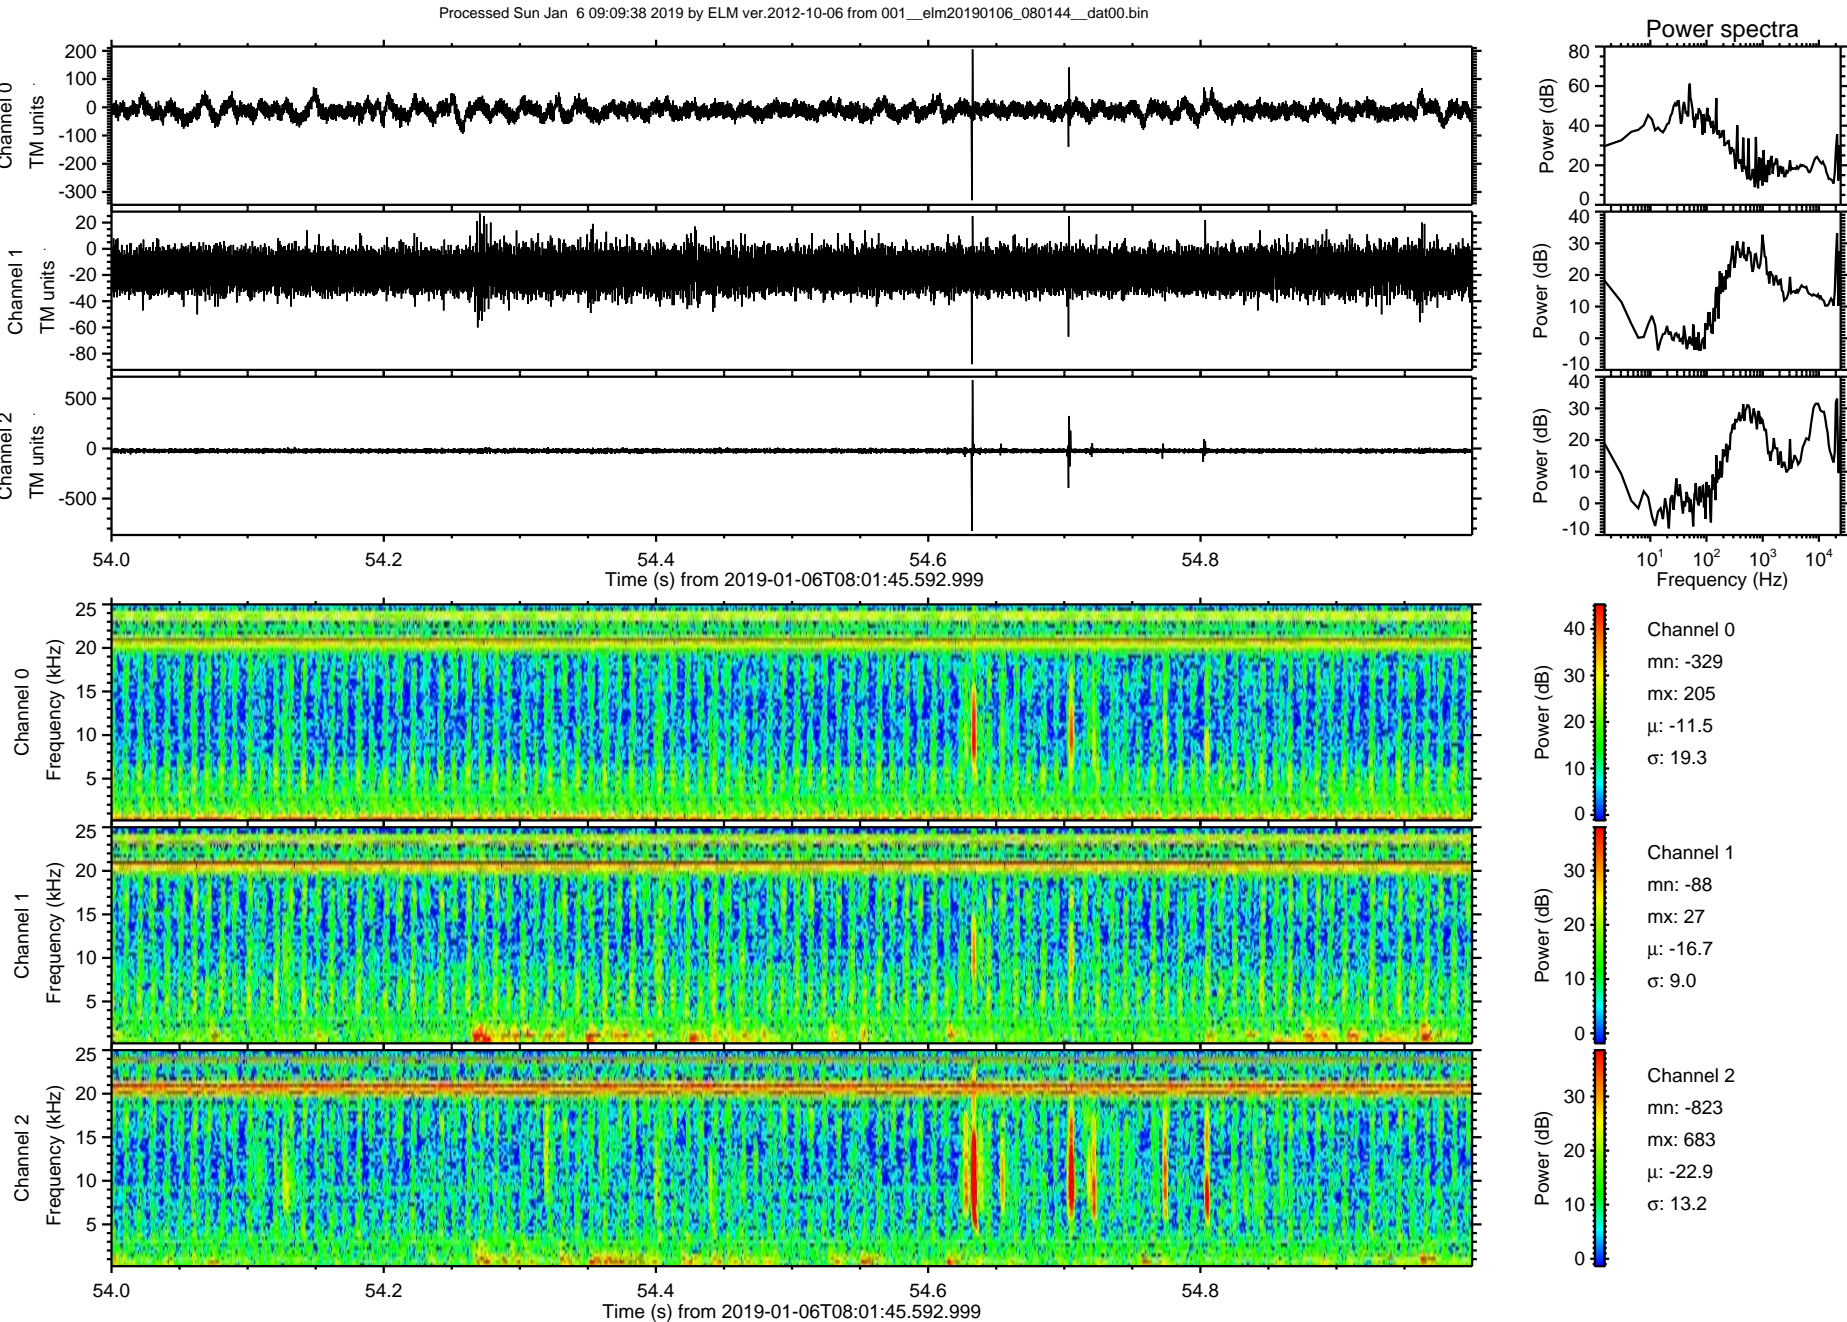 Processed Sun Jan 6 09:09:38 2019 by ELM ver.2012-10-06 from 001__elm20190106_080144__dat00.bin
Power spectra
Channel 0
TM units
200
100
0
-100
-200
-300
Power (dB)
80
60
40
20
0
Channel 1
TM units
20
0
-20
-40
-60
-80
Power (dB)
40
30
20
10
0
-10
Channel 2
TM units
500
0
-500
Power (dB)
40
30
20
10
0
-10
54.0 54.2 54.4 54.6 54.8
Time (s) from 2019-01-06T08:01:45.592.999
10¹ 10² 10³ 10⁴
Frequency (Hz)
Channel 0
Frequency (kHz)
25
20
15
10
5
Power (dB)
40
30
20
10
0
Channel 0
mn: -329
mx: 205
μ: -11.5
σ: 19.3
Channel 1
Frequency (kHz)
25
20
15
10
5
Power (dB)
30
20
10
0
Channel 1
mn: -88
mx: 27
μ: -16.7
σ: 9.0
Channel 2
Frequency (kHz)
25
20
15
10
5
Power (dB)
30
20
10
0
Channel 2
mn: -823
mx: 683
μ: -22.9
σ: 13.2
54.0 54.2 54.4 54.6 54.8
Time (s) from 2019-01-06T08:01:45.592.999